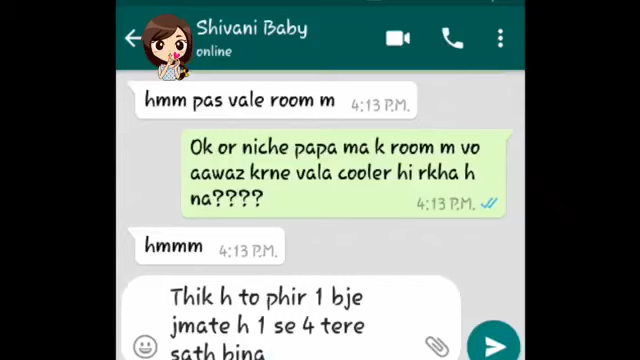 Shivani Baby
online
hmm pas vale room m 4:13 P.M.
Ok or niche papa ma k room m vo
aawaz krne vala cooler hi rkha h
na????
4:13 P.M.
hmmm 4:13 P.M.
Thik h to phir 1 bje
jmate h 1 se 4 tere
sath bina